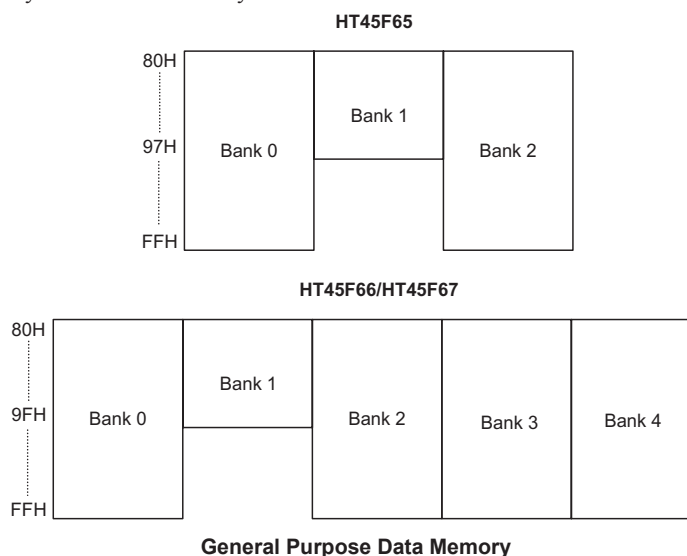 HT45F65
80H
97H
FFH
Bank 0
Bank 1
Bank 2
HT45F66/HT45F67
80H
9FH
FFH
Bank 0
Bank 1
Bank 2
Bank 3
Bank 4
General Purpose Data Memory